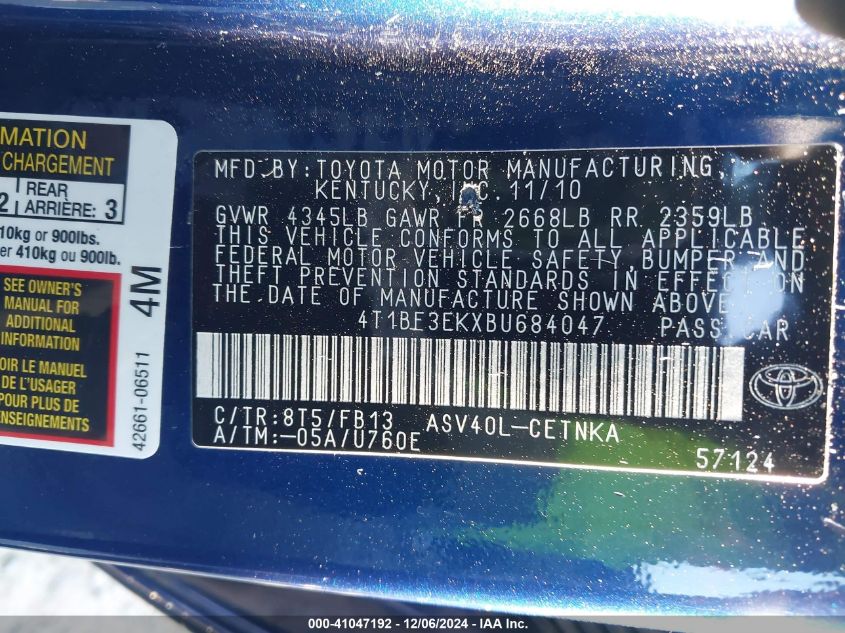 MATION
CHARGEMENT
2 REAR
ARRIÈRE: 3
10kg or 900lbs.
er 410kg ou 900lb.
SEE OWNER'S
MANUAL FOR
ADDITIONAL
INFORMATION
OIR LE MANUEL
DE L'USAGER
POUR PLUS DE
NSEIGNEMENTS
4M
42661-06511
MFD BY: TOYOTA MOTOR MANUFACTURING,
KENTUCKY, INC. 11/10
GVWR 4345LB GAWR FR 2668LB RR 2359LB
THIS VEHICLE CONFORMS TO ALL APPLICABLE
FEDERAL MOTOR VEHICLE SAFETY, BUMPER AND
THEFT PREVENTION STANDARDS IN EFFECT ON
THE DATE OF MANUFACTURE SHOWN ABOVE.
4T1BF3EKXBU684047 PASS CAR
C/TR:8T5/FB13 ASV40L-CETNKA
A/TM:-05A/U760E
57124
000-41047192 - 12/06/2024 - IAA Inc.